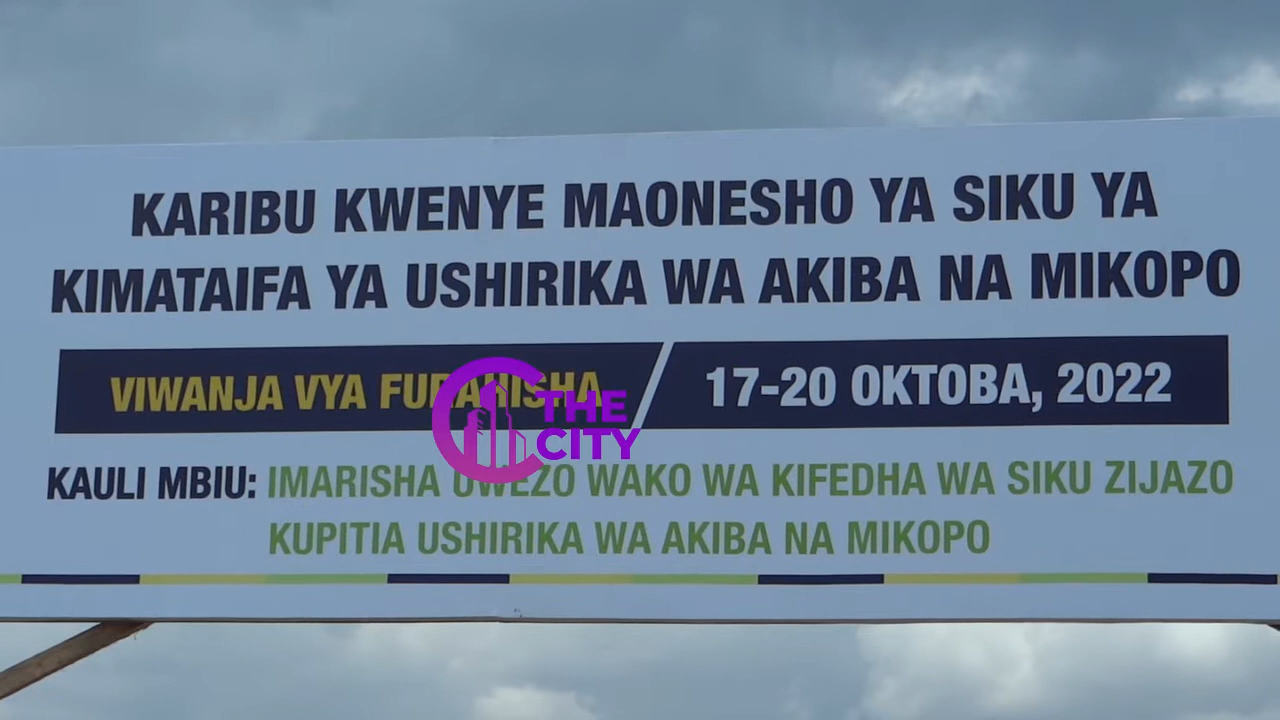 KARIBU KWENYE MAONESHO YA SIKU YA
KIMATAIFA YA USHIRIKA WA AKIBA NA MIKOPO
VIWANJA VYA FURAHISHA
17-20 OKTOBA, 2022
THE
CITY
KAULI MBIU: IMARISHA UWEZO WAKO WA KIFEDHA WA SIKU ZIJAZO
KUPITIA USHIRIKA WA AKIBA NA MIKOPO